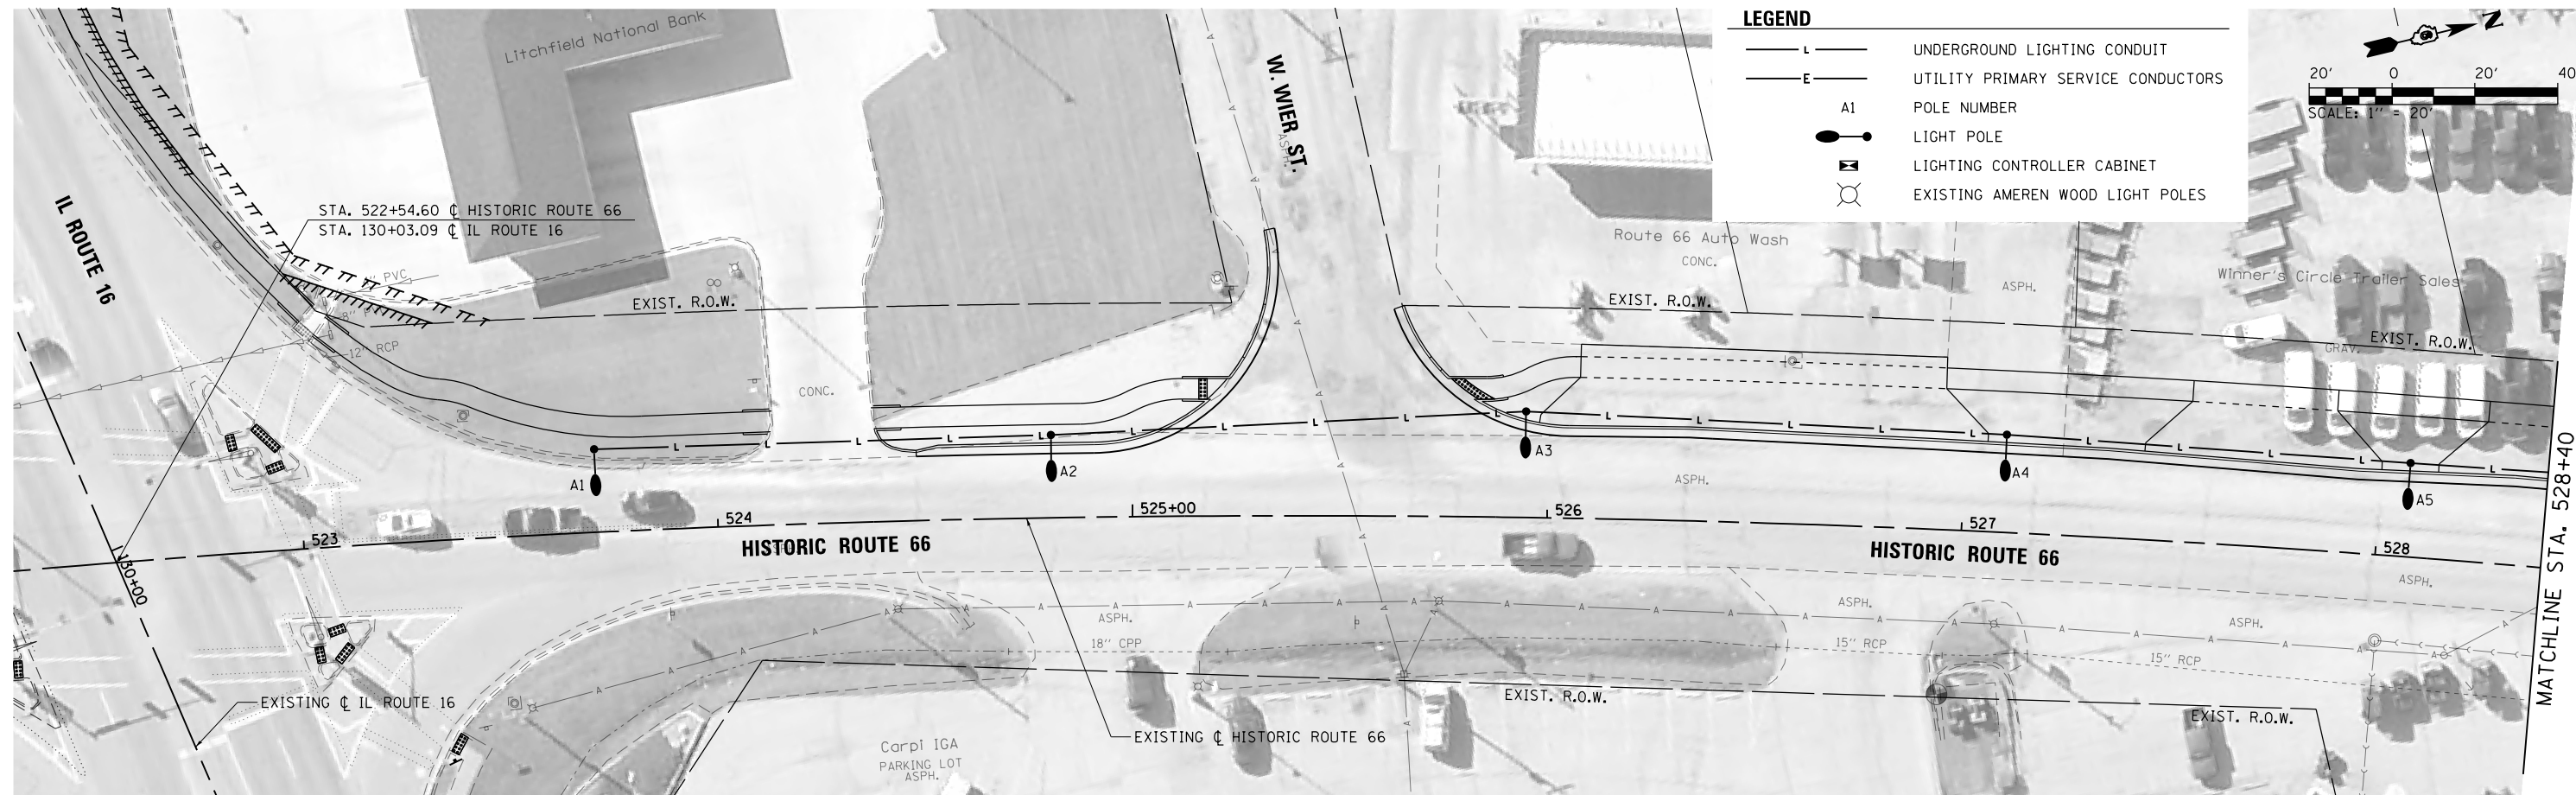 Litchfield National Bank
LEGEND
L UNDERGROUND LIGHTING CONDUIT
E UTILITY PRIMARY SERVICE CONDUCTORS
A1 POLE NUMBER
LIGHT POLE
LIGHTING CONTROLLER CABINET
EXISTING AMEREN WOOD LIGHT POLES
N
20' 0 20' 40
SCALE: 1" = 20'
W. WIER ST.
ASPH.
IL ROUTE 16
STA. 522+54.60 ℄ HISTORIC ROUTE 66
STA. 130+03.09 ℄ IL ROUTE 16
PVC
12" RCP
EXIST. R.O.W.
CONC.
Route 66 Auto Wash
CONC.
EXIST. R.O.W.
ASPH.
Winner's Circle Trailer Sales
GRAV.
EXIST. R.O.W.
A1
A2
A3
A4
A5
ASPH.
523
524
525+00
526
527
528
130+00
HISTORIC ROUTE 66
HISTORIC ROUTE 66
MATCHLINE STA. 528+40
ASPH.
ASPH.
ASPH.
ASPH.
18" CPP
15" RCP
15" RCP
EXIST. R.O.W.
EXIST. R.O.W.
EXISTING ℄ IL ROUTE 16
EXISTING ℄ HISTORIC ROUTE 66
Carpi IGA
PARKING LOT
ASPH.